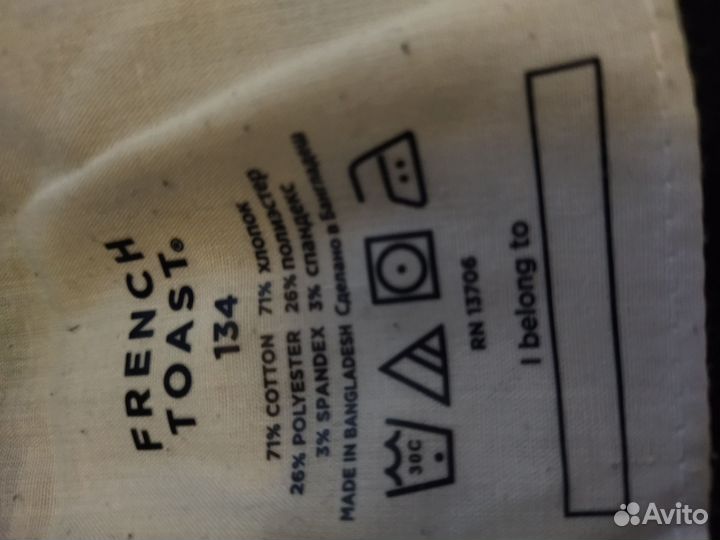 FRENCH
TOAST®
134
71% COTTON 71% ХЛОПОК
26% POLYESTER 26% ПОЛИЭСТЕР
3% SPANDEX 3% СПАНДЕКС
MADE IN BANGLADESH Сделано в Бангладеш
30C
RN 13706
I belong to
Avito